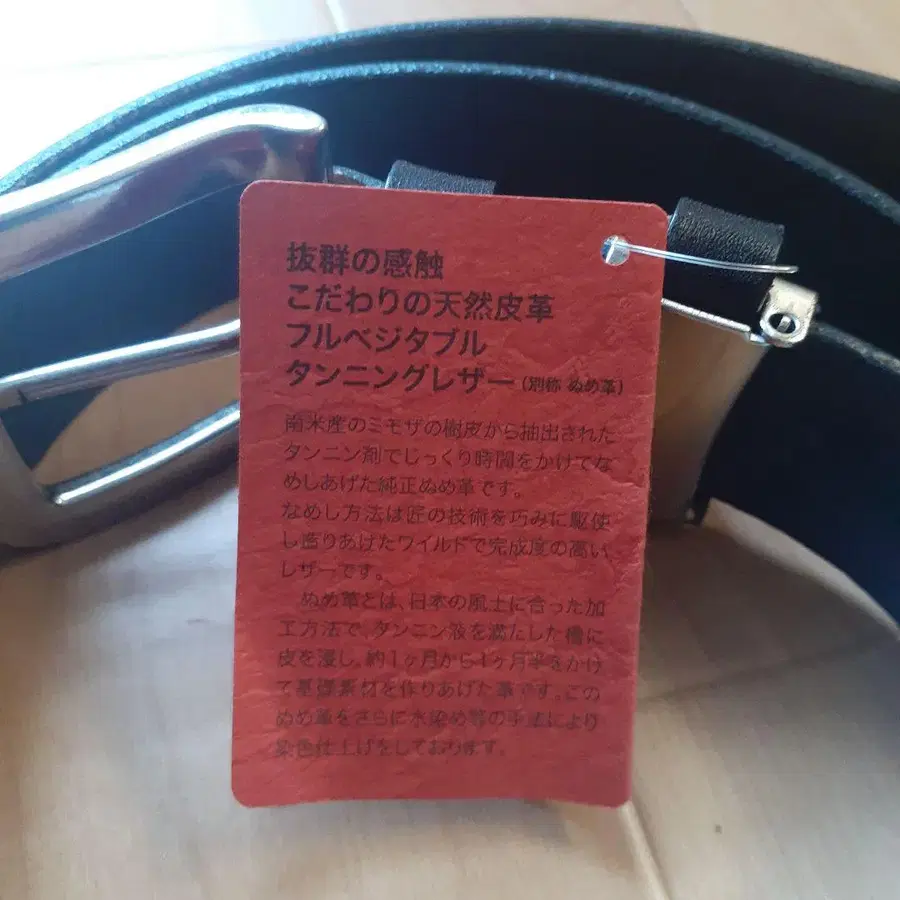 抜群の感触
こだわりの天然皮革
フルベジタブル
タンニングレザー(別称 ぬめ革)
南米産のミモザの樹皮から抽出された
タンニン剤でじっくり時間をかけてな
めしあげた純正ぬめ革です。
なめし方法は匠の技術を巧みに駆使
し造りあげたワイルドで完成度の高い
レザーです。
ぬめ革とは、日本の風土に合った加
工方法で、タンニン液を満たした槽に
皮を浸し、約1ヶ月から1ヶ月半をかけ
て基礎素材を作りあげた革です。この
ぬめ革をさらに水染め等の手法により
染色仕上げをしております。